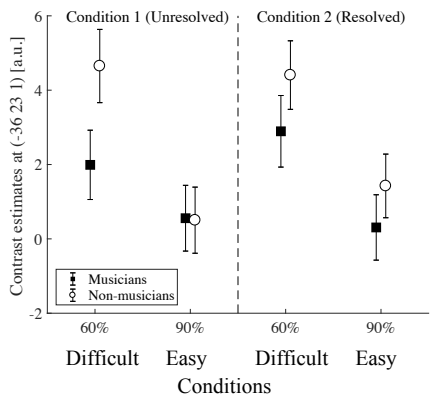 Condition 1 (Unresolved) Condition 2 (Resolved)
Contrast estimates at (-36 23 1) [a.u.]
6
4
2
0
-2
Musicians
Non-musicians
60% 90% 60% 90%
Difficult Easy Difficult Easy
Conditions